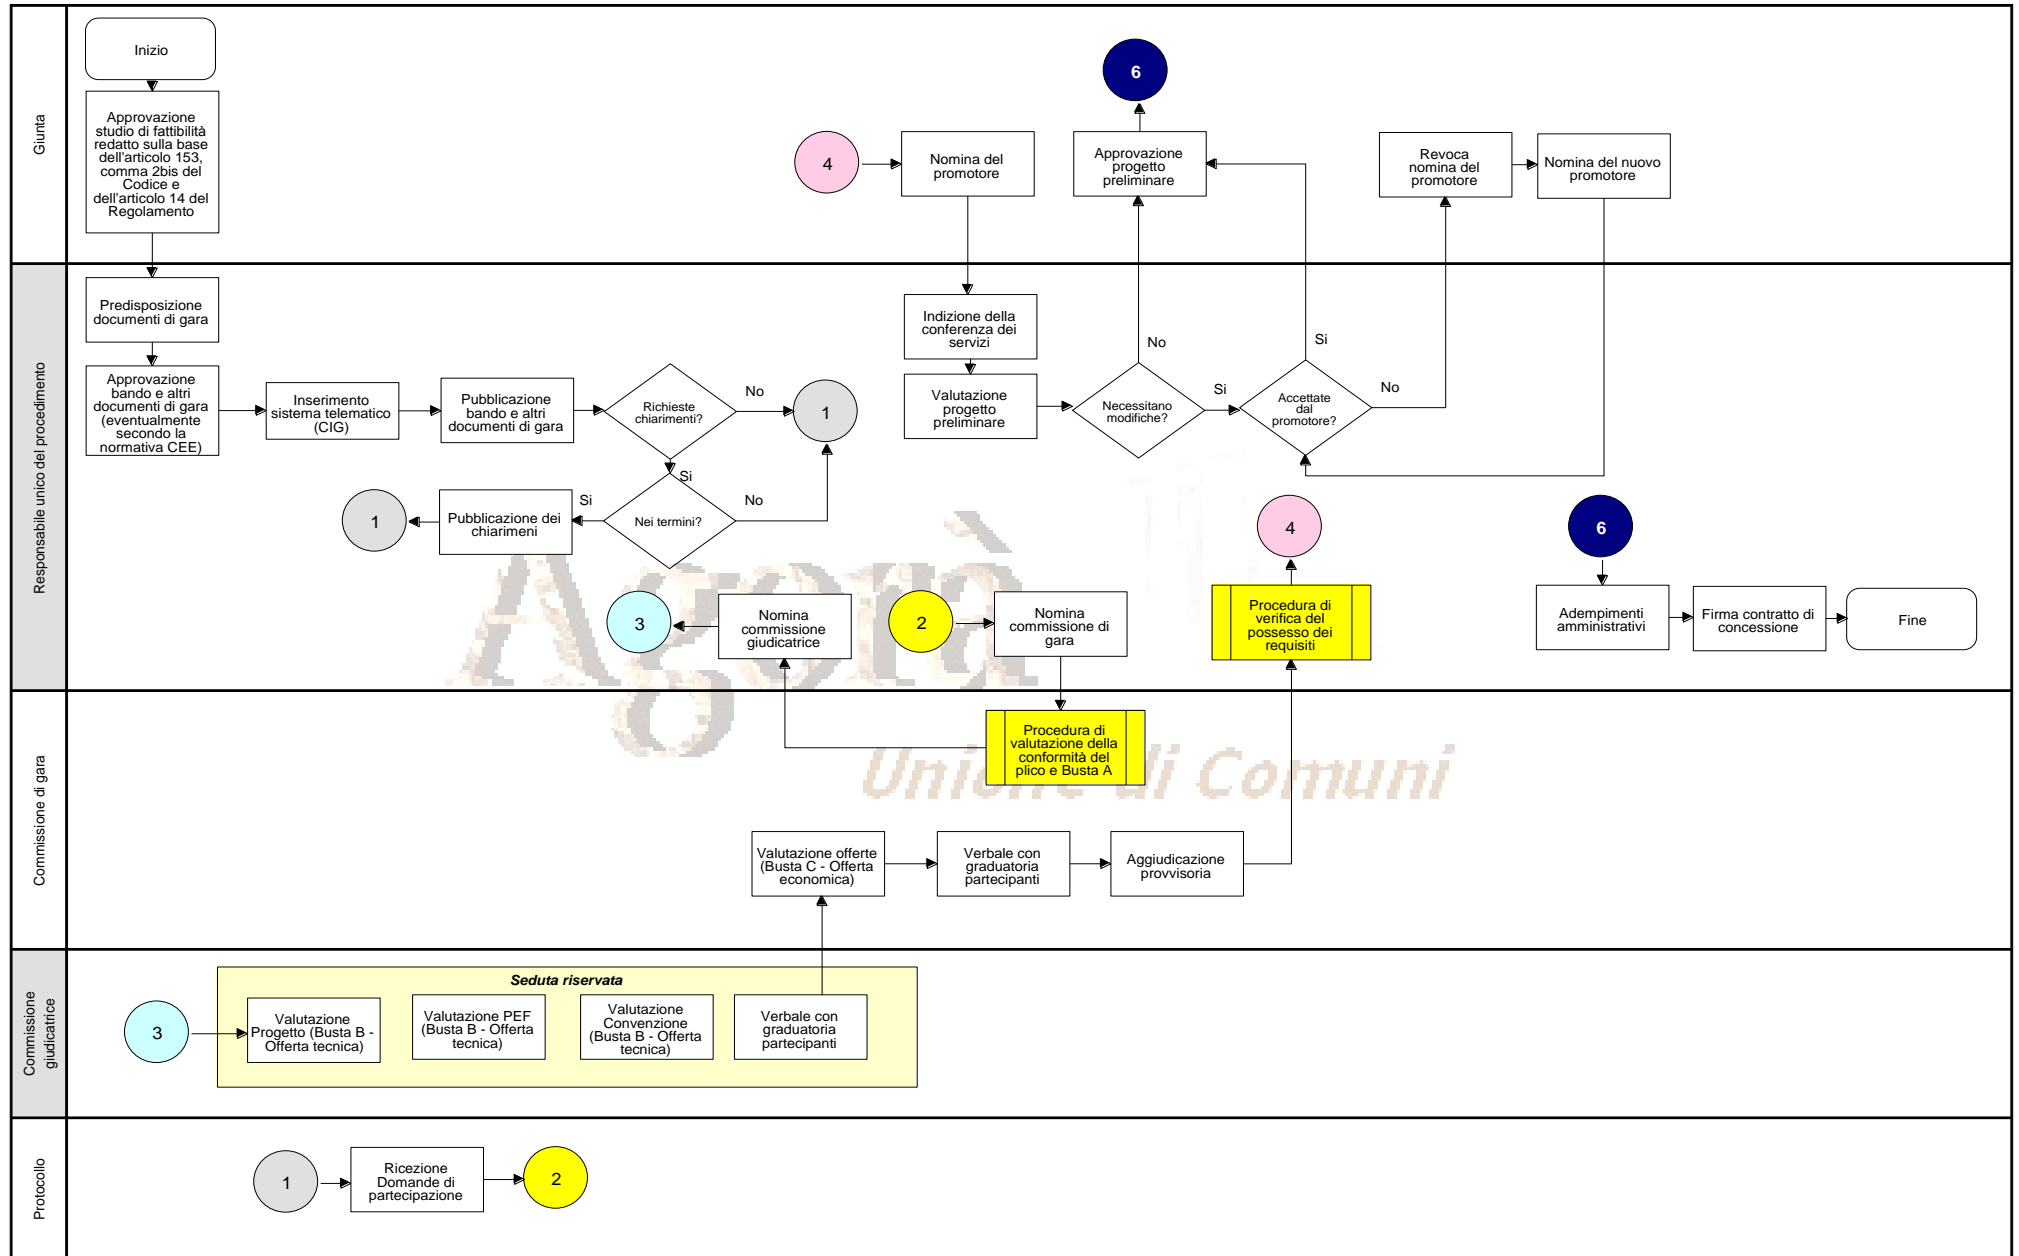 Giunta
Inizio
Approvazione
studio di fattibilità
redatto sulla base
dell'articolo 153,
comma 2bis del
Codice e
dell'articolo 14 del
Regolamento
4
Nomina del
promotore
6
Approvazione
progetto
preliminare
Revoca
nomina del
promotore
Nomina del nuovo
promotore
Responsabile unico del procedimento
Predisposizione
documenti di gara
Approvazione
bando e altri
documenti di gara
(eventualmente
secondo la
normativa CEE)
Inserimento
sistema telematico
(CIG)
Pubblicazione
bando e altri
documenti di gara
Richieste
chiarimenti?
No
1
Si
Nei termini?
No
Si
Pubblicazione dei
chiarimeni
1
Indizione della
conferenza dei
servizi
Valutazione
progetto
preliminare
Necessitano
modifiche?
No
Si
Accettate
dal
promotore?
Si
No
3
Nomina
commissione
giudicatrice
2
Nomina
commissione di
gara
4
Procedura di
verifica del
possesso dei
requisiti
6
Adempimenti
amministrativi
Firma contratto di
concessione
Fine
Agorà
Unione di Comuni
Commissione di gara
Procedura di
valutazione della
conformità del
plico e Busta A
Valutazione offerte
(Busta C - Offerta
economica)
Verbale con
graduatoria
partecipanti
Aggiudicazione
provvisoria
Commissione
giudicatrice
3
Seduta riservata
Valutazione
Progetto (Busta B -
Offerta tecnica)
Valutazione PEF
(Busta B - Offerta
tecnica)
Valutazione
Convenzione
(Busta B - Offerta
tecnica)
Verbale con
graduatoria
partecipanti
Protocollo
1
Ricezione
Domande di
partecipazione
2